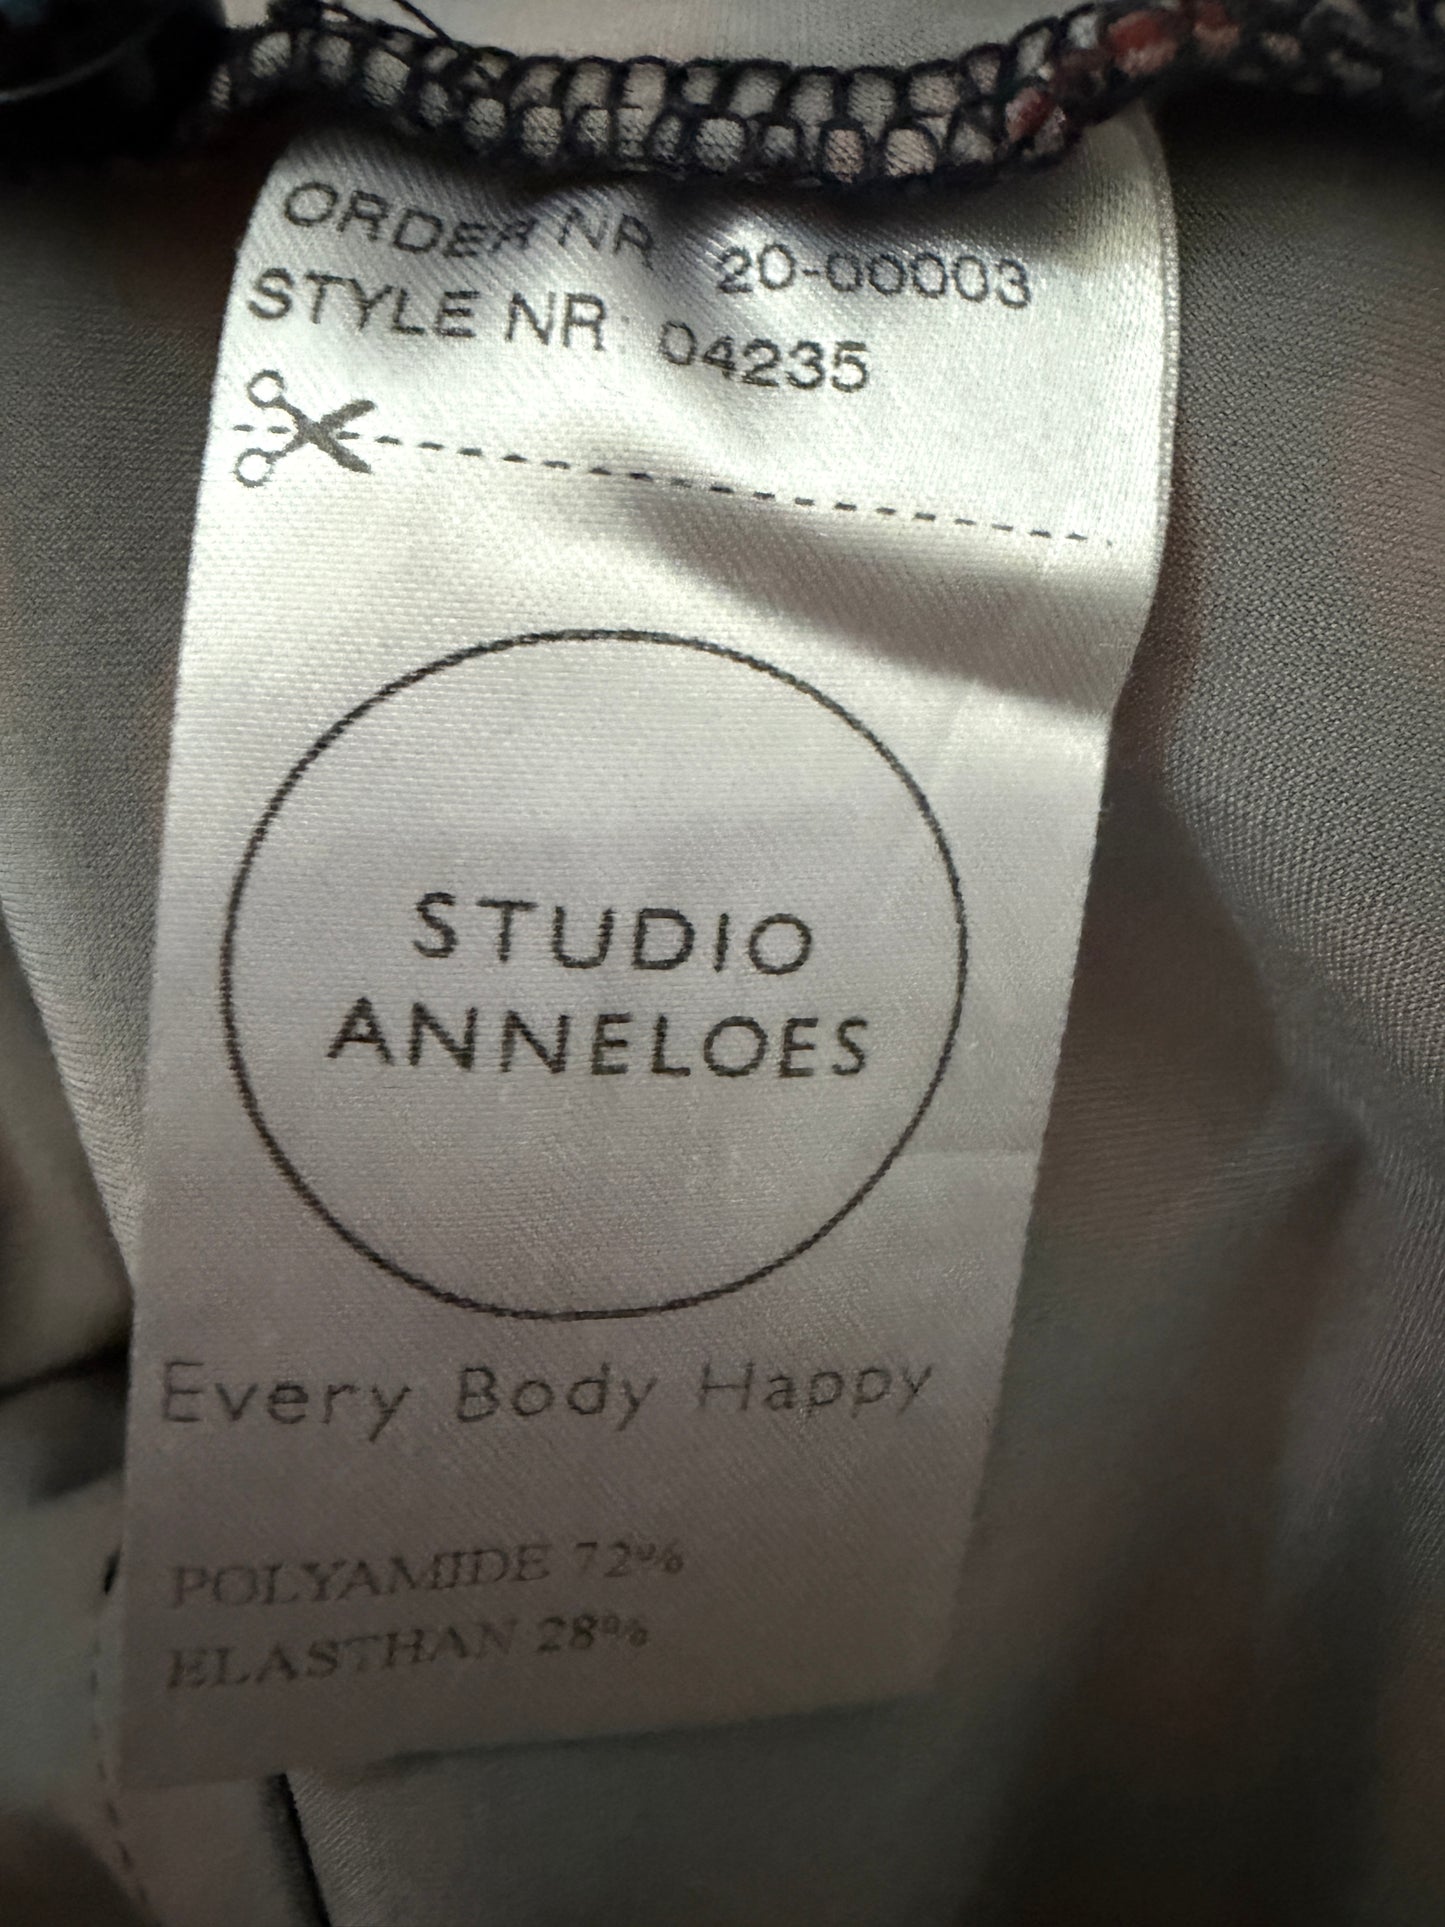 ORDER NR 20-00003
STYLE NR 04235
STUDIO
ANNELOES
Every Body Happy
POLYAMIDE 72%
ELASTHAN 28%